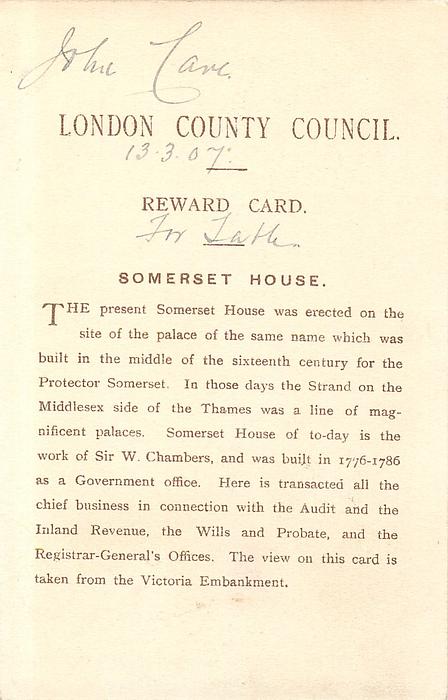 John Cave.
LONDON COUNTY COUNCIL.
13.3.07.
REWARD CARD.
For
SOMERSET HOUSE.
THE present Somerset House was erected on the
site of the palace of the same name which was
built in the middle of the sixteenth century for the
Protector Somerset. In those days the Strand on the
Middlesex side of the Thames was a line of mag-
nificent palaces. Somerset House of to-day is the
work of Sir W. Chambers, and was built in 1776-1786
as a Government office. Here is transacted all the
chief business in connection with the Audit and the
Inland Revenue, the Wills and Probate, and the
Registrar-General's Offices. The view on this card is
taken from the Victoria Embankment.